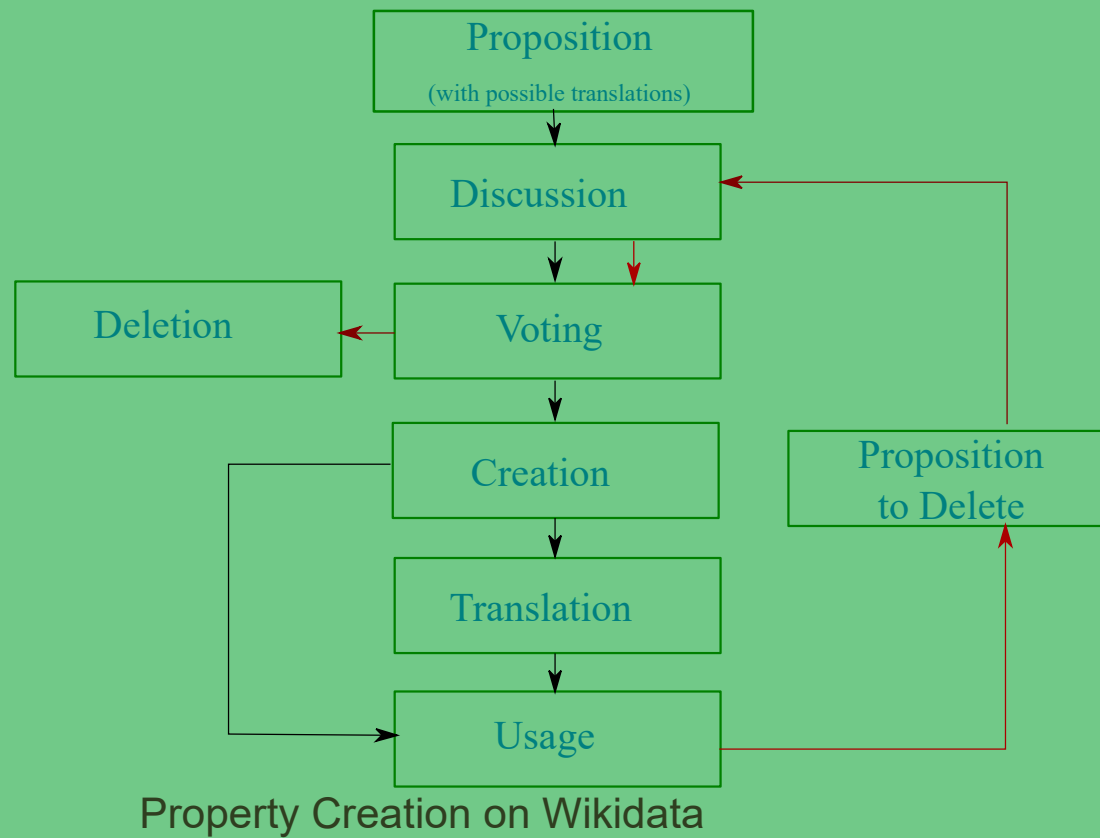 Proposition
(with possible translations)
Discussion
Deletion
Voting
Creation
Proposition
to Delete
Translation
Usage
Property Creation on Wikidata